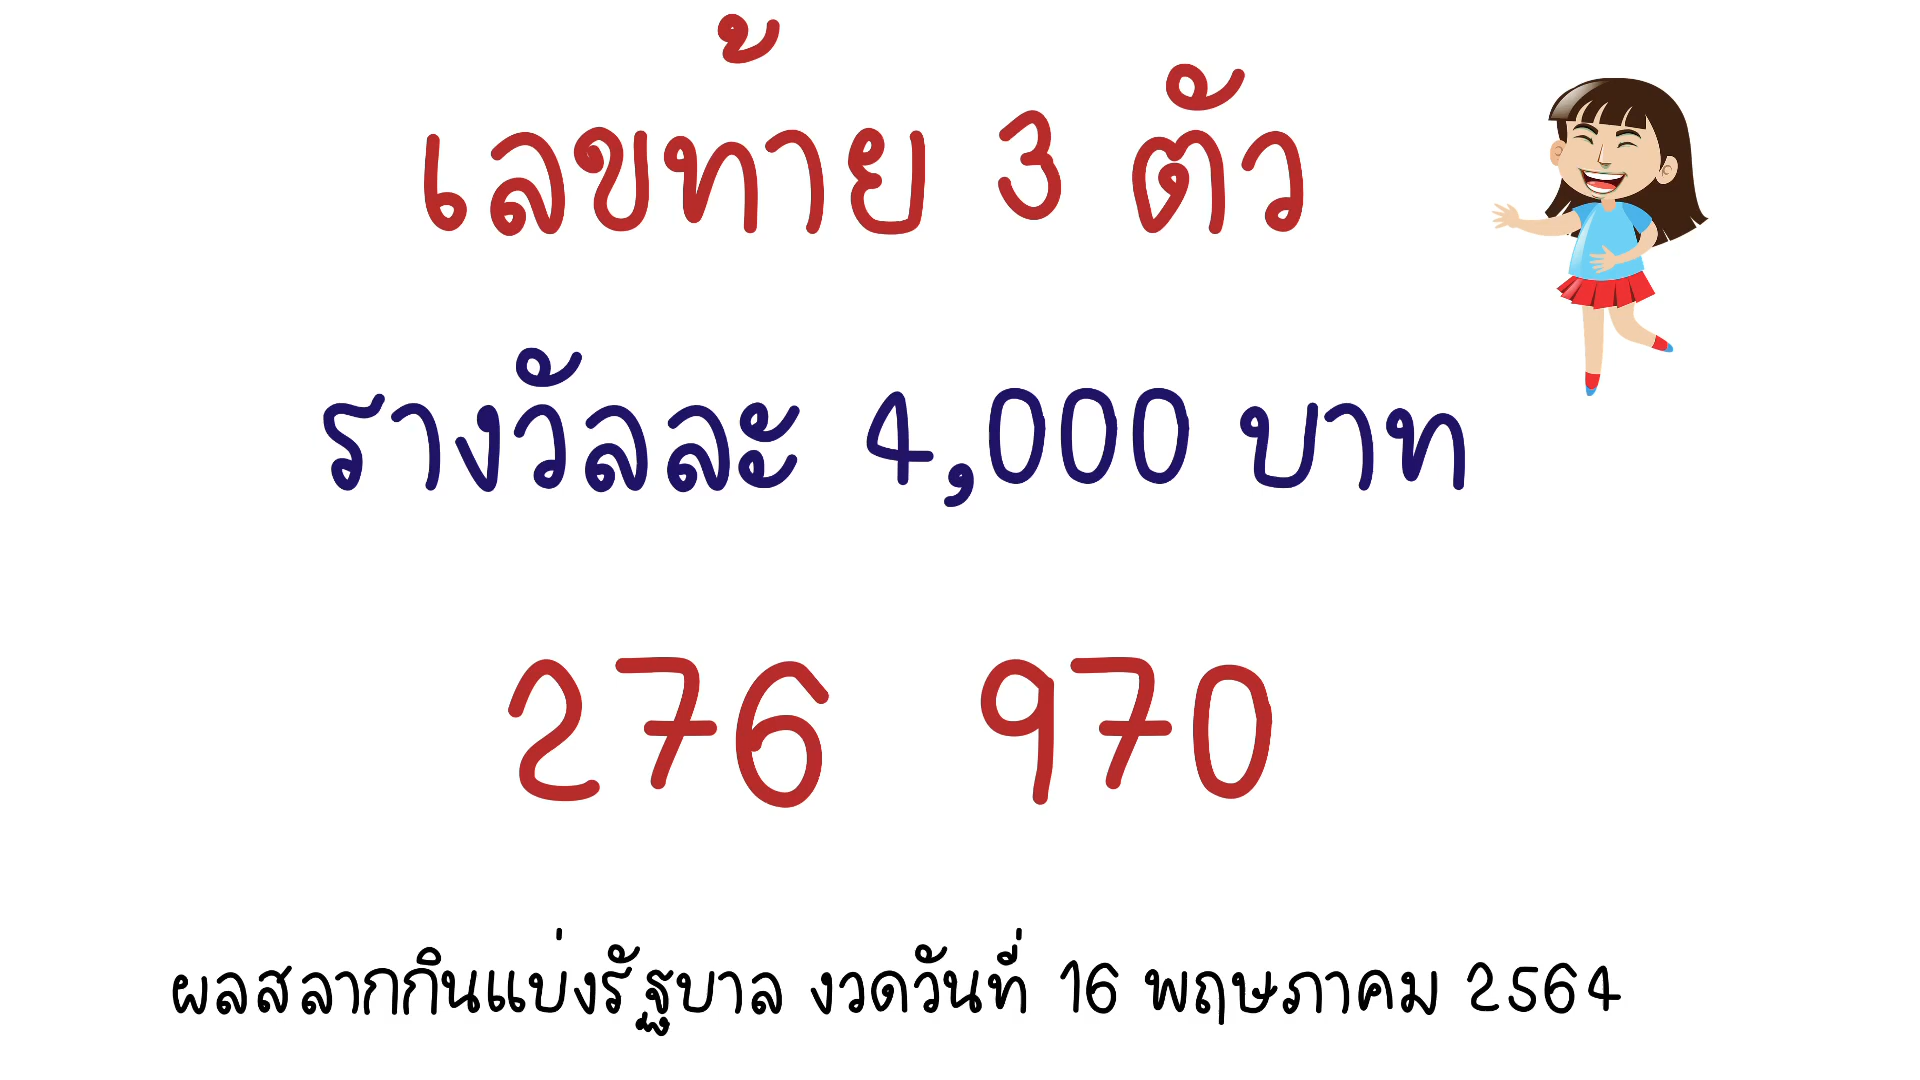 เลขท้าย 3 ตัว
รางวัลละ 4,000 บาท
276 970
ผลสลากกินแบ่งรัฐบาล งวดวันที่ 16 พฤษภาคม 2564